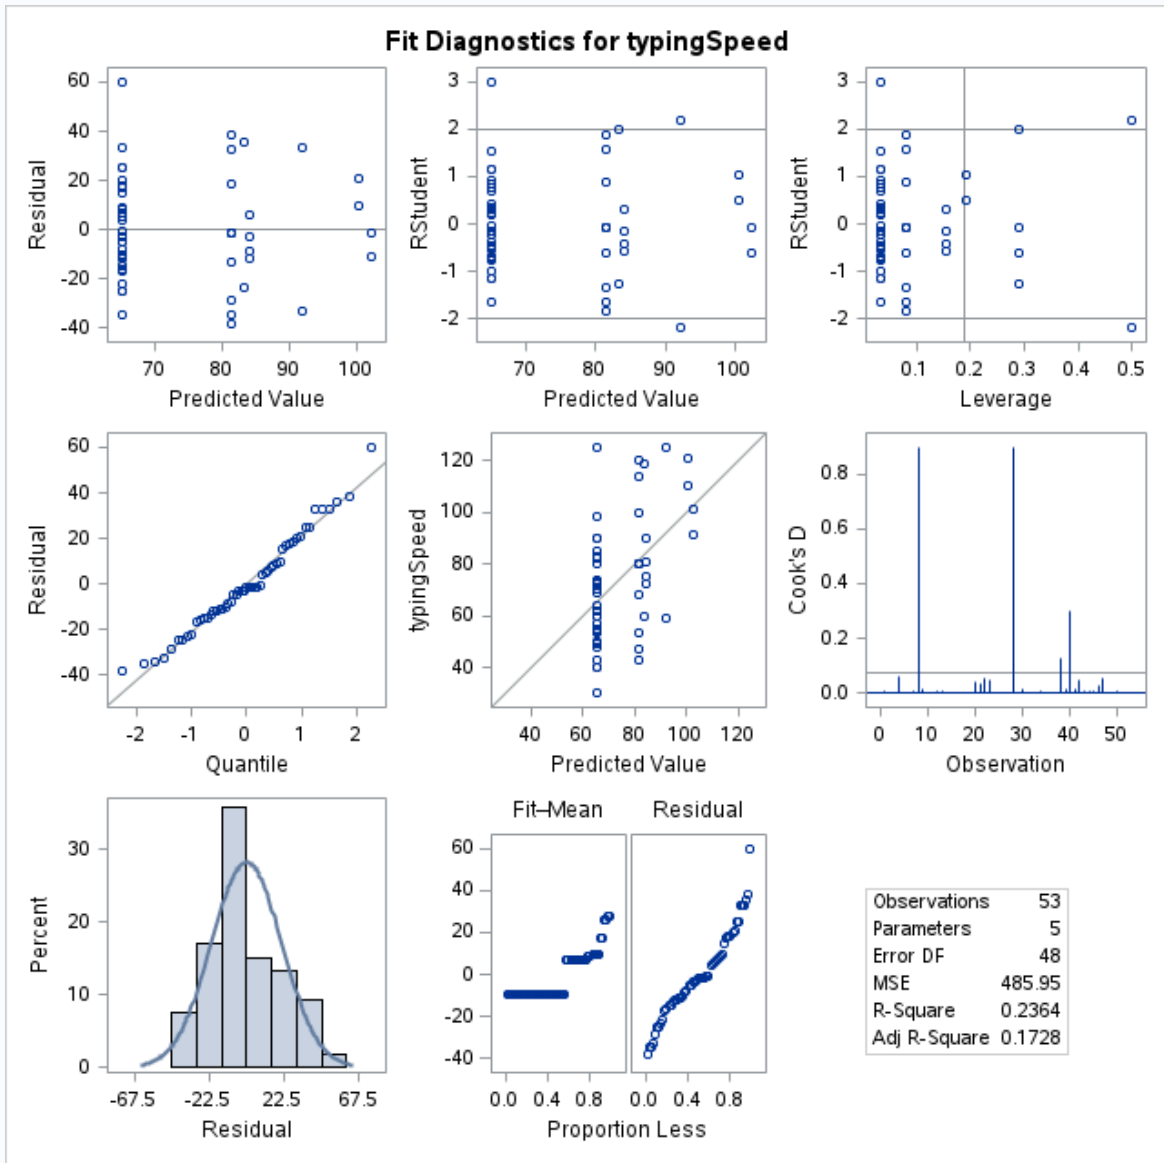 Fit Diagnostics for typingSpeed
60
40
20
0
-20
-40
Residual
70 80 90 100
Predicted Value
3
2
1
0
-1
-2
RStudent
70 80 90 100
Predicted Value
3
2
1
0
-1
-2
RStudent
0.1 0.2 0.3 0.4 0.5
Leverage
60
40
20
0
-20
-40
Residual
-2 -1 0 1 2
Quantile
120
100
80
60
40
typingSpeed
40 60 80 100 120
Predicted Value
0.8
0.6
0.4
0.2
0.0
Cook's D
0 10 20 30 40 50
Observation
30
20
10
0
Percent
-67.5 -22.5 22.5 67.5
Residual
Fit–Mean Residual
60
40
20
0
-20
-40
0.0 0.4 0.8 0.0 0.4 0.8
Proportion Less
Observations 53
Parameters 5
Error DF 48
MSE 485.95
R-Square 0.2364
Adj R-Square 0.1728